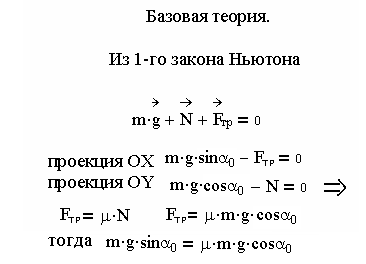 Базовая теория.
Из 1-го закона Ньютона
→ → →
m·g + N + Fтр = 0
проекция OX m·g·sinα₀ − Fтр = 0
проекция OY m·g·cosα₀ − N = 0 ⇒
Fтр = μ·N Fтр = μ·m·g·cosα₀
тогда m·g·sinα₀ = μ·m·g·cosα₀